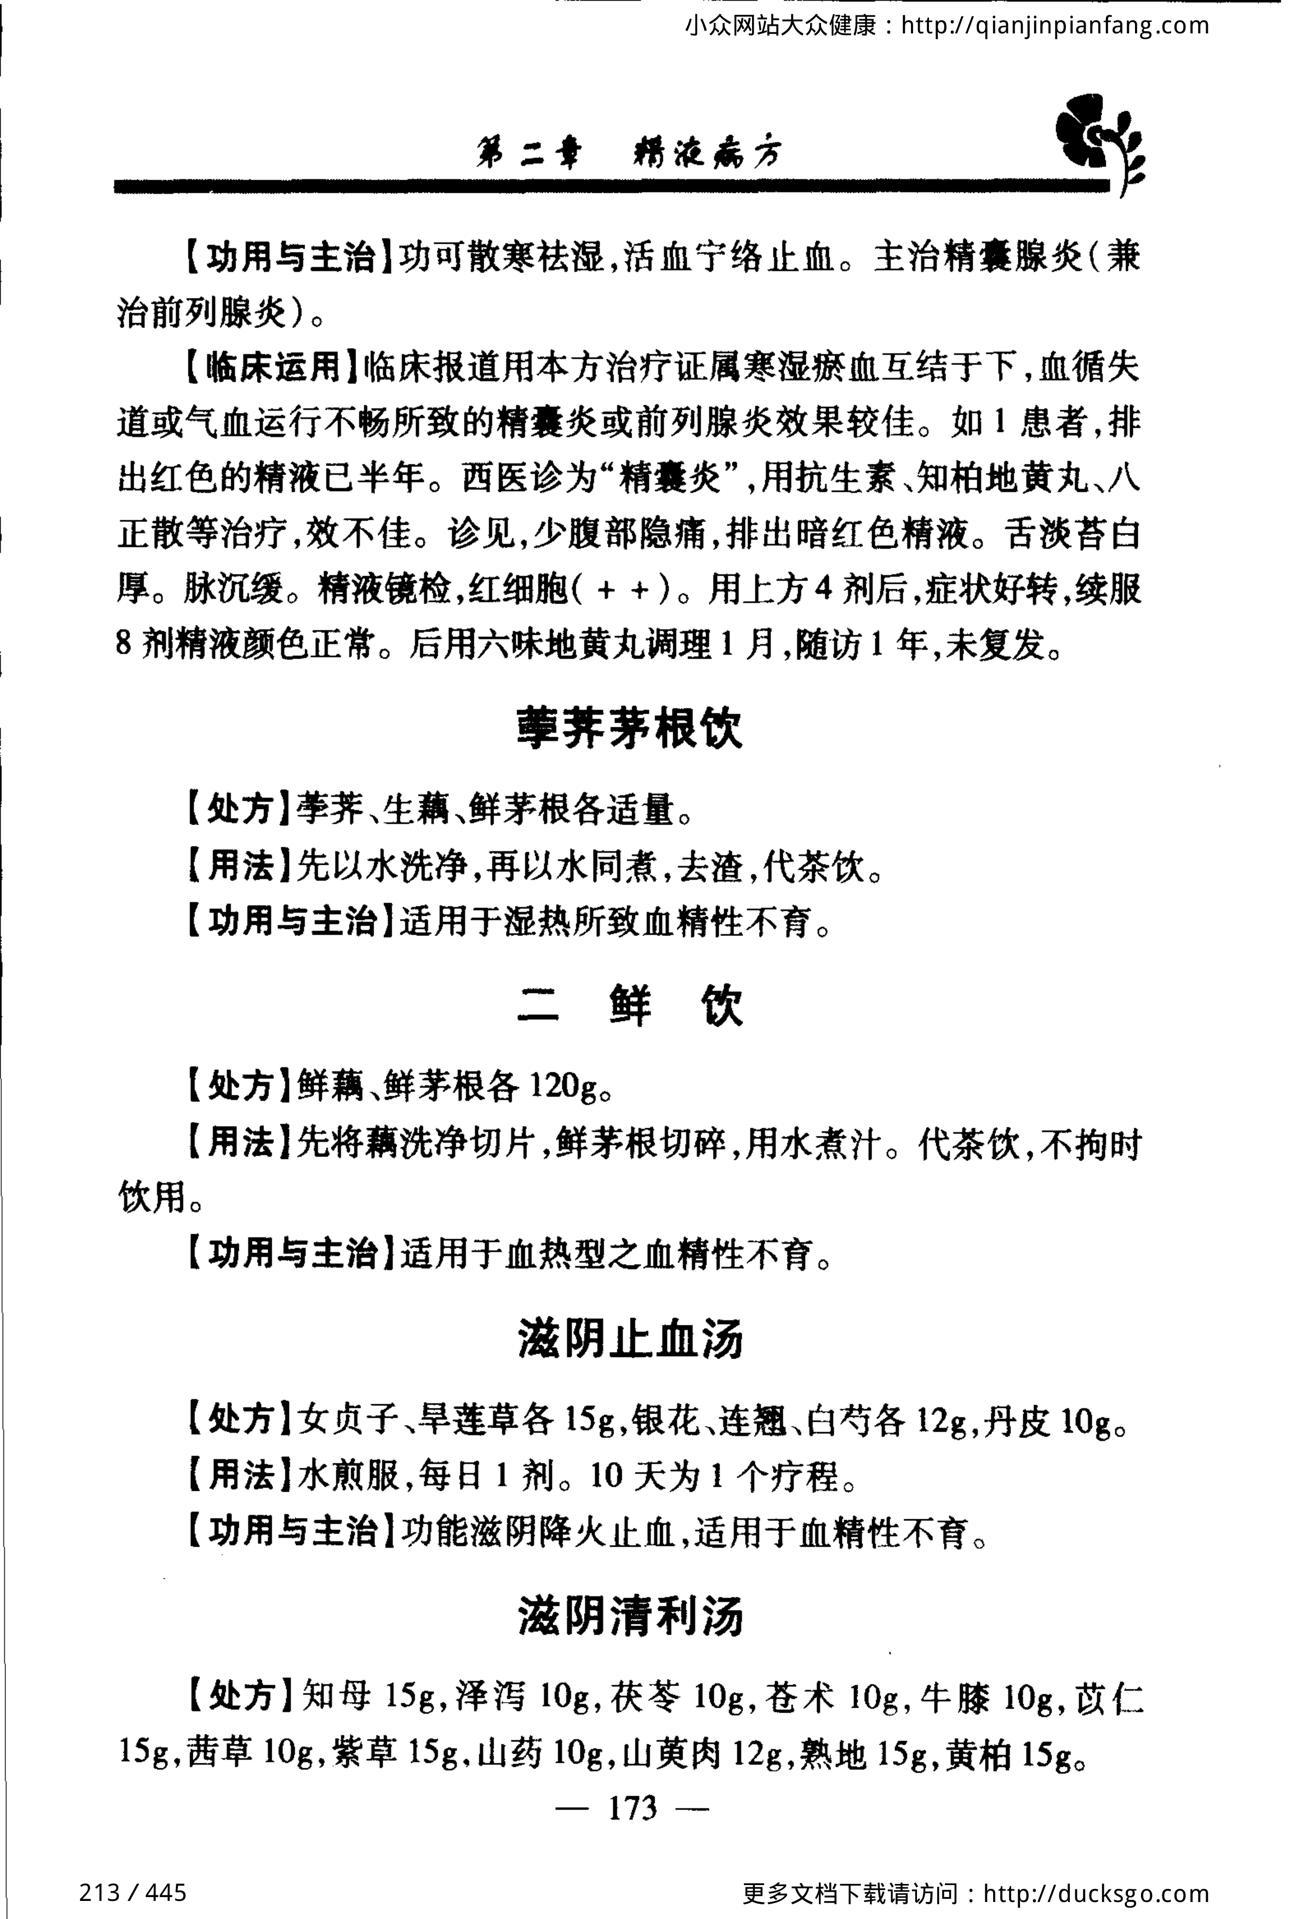 小众网站大众健康：http://qianjinpianfang.com
第二章 精液病方
【功用与主治】功可散寒祛湿,活血宁络止血。主治精囊腺炎(兼
治前列腺炎)。
【临床运用】临床报道用本方治疗证属寒湿瘀血互结于下,血循失
道或气血运行不畅所致的精囊炎或前列腺炎效果较佳。如1患者,排
出红色的精液已半年。西医诊为“精囊炎”,用抗生素、知柏地黄丸、八
正散等治疗,效不佳。诊见,少腹部隐痛,排出暗红色精液。舌淡苔白
厚。脉沉缓。精液镜检,红细胞(++)。用上方4剂后,症状好转,续服
8剂精液颜色正常。后用六味地黄丸调理1月,随访1年,未复发。
荸荠茅根饮
【处方】荸荠、生藕、鲜茅根各适量。
【用法】先以水洗净,再以水同煮,去渣,代茶饮。
【功用与主治】适用于湿热所致血精性不育。
二鲜饮
【处方】鲜藕、鲜茅根各120g。
【用法】先将藕洗净切片,鲜茅根切碎,用水煮汁。代茶饮,不拘时
饮用。
【功用与主治】适用于血热型之血精性不育。
滋阴止血汤
【处方】女贞子、旱莲草各15g,银花、连翘、白芍各12g,丹皮10g。
【用法】水煎服,每日1剂。10天为1个疗程。
【功用与主治】功能滋阴降火止血,适用于血精性不育。
滋阴清利汤
【处方】知母15g,泽泻10g,茯苓10g,苍术10g,牛膝10g,苡仁
15g,茜草10g,紫草15g,山药10g,山萸肉12g,熟地15g,黄柏15g。
— 173 —
213 / 445
更多文档下载请访问：http://ducksgo.com